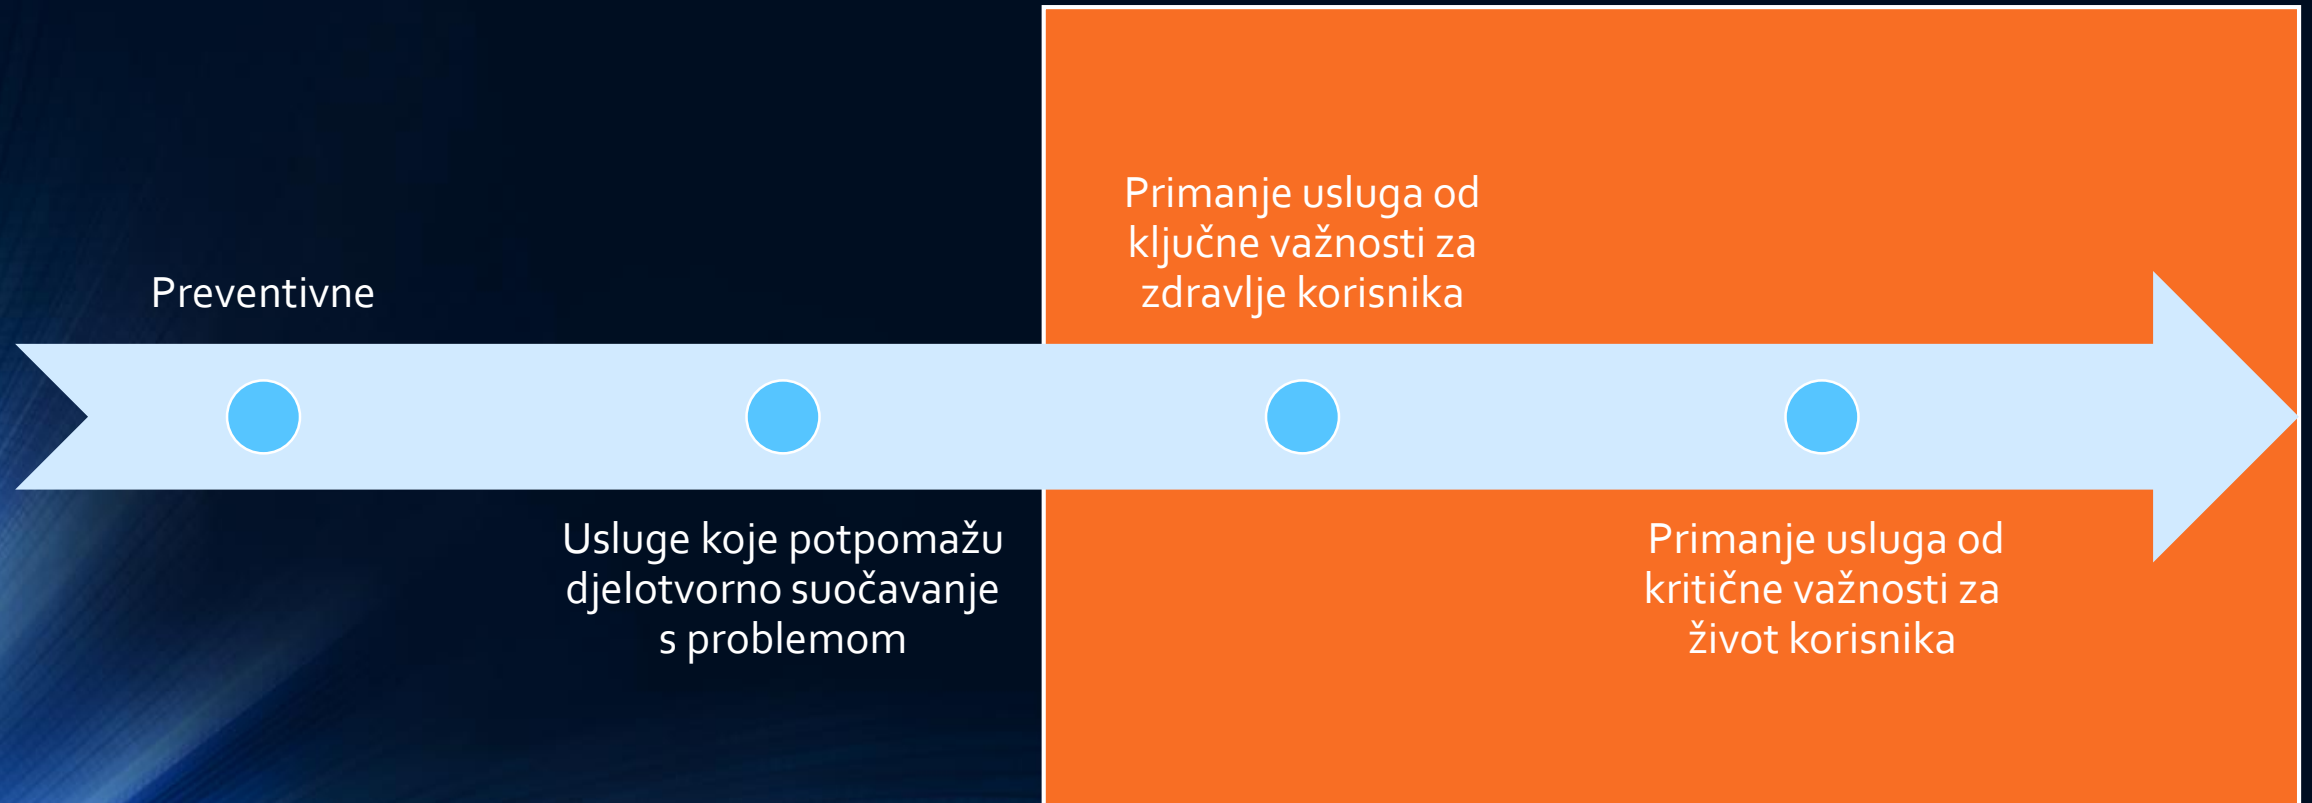 Preventivne
Usluge koje potpomažu
djelotvorno suočavanje
s problemom
Primanje usluga od
ključne važnosti za
zdravlje korisnika
Primanje usluga od
kritične važnosti za
život korisnika